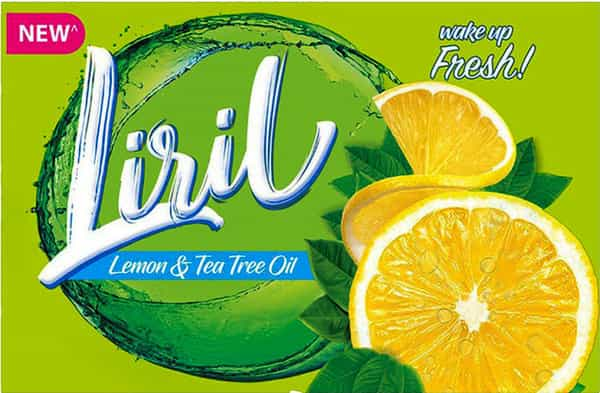 NEW^
wake up
Fresh!
Liril
Lemon & Tea Tree Oil